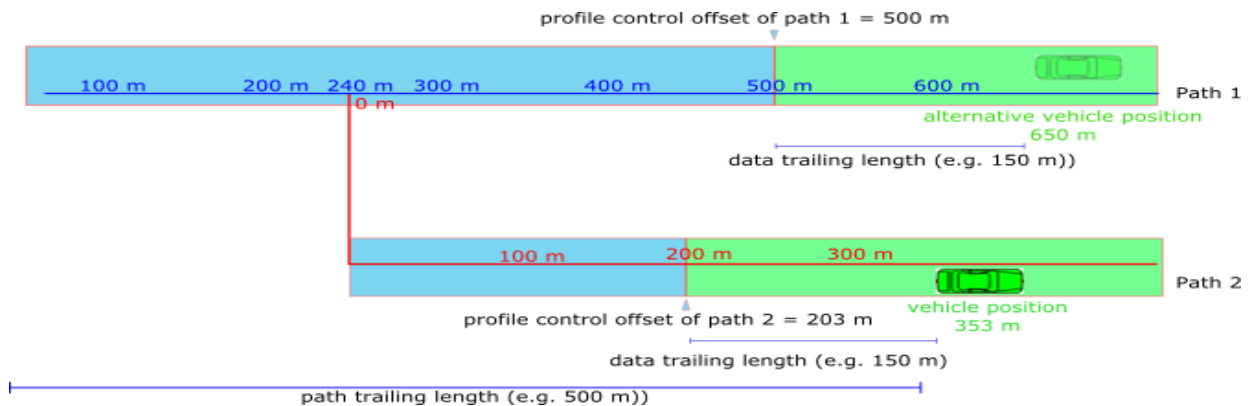 profile control offset of path 1 = 500 m
100 m 200 m 240 m 300 m 400 m 500 m 600 m
Path 1
0 m
alternative vehicle position
650 m
data trailing length (e.g. 150 m))
100 m 200 m 300 m
Path 2
vehicle position
353 m
profile control offset of path 2 = 203 m
data trailing length (e.g. 150 m)
path trailing length (e.g. 500 m))